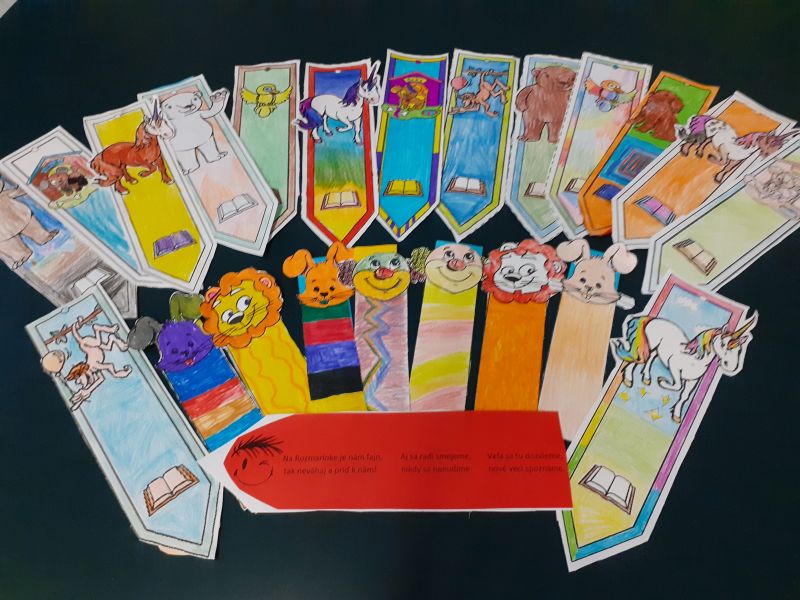 Na Rozmarínke je nám fajn,
tak neváhaj a príď k nám!
Aj sa radi smejeme,
nikdy sa nenudíme.
Veľa sa tu dozvieme,
nové veci spoznáme.